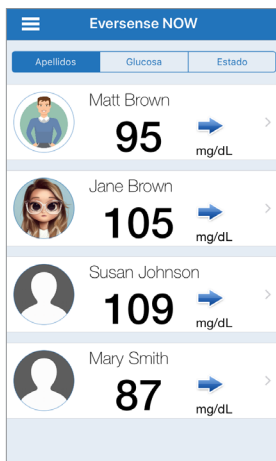 Eversense NOW
Apellidos Glucosa Estado
Matt Brown
95
mg/dL
Jane Brown
105
mg/dL
Susan Johnson
109
mg/dL
Mary Smith
87
mg/dL